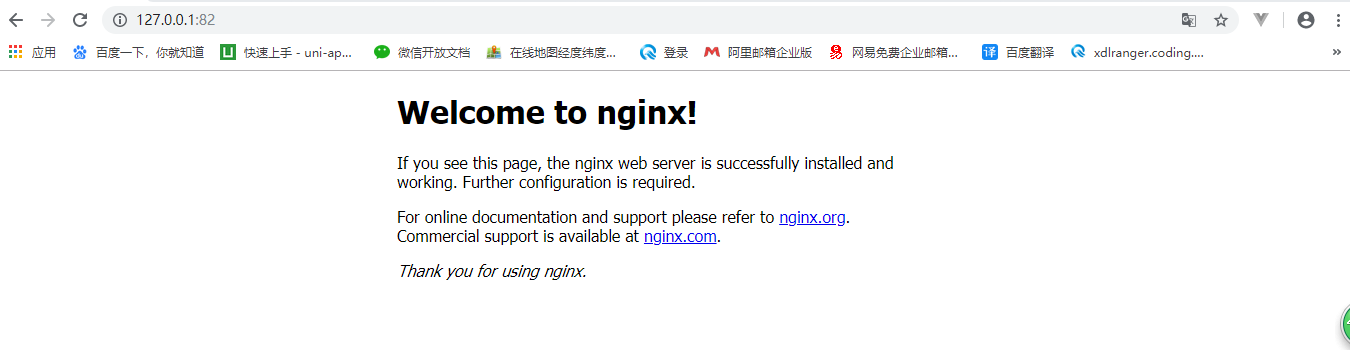 127.0.0.1:82
应用 百度一下，你就知道 快速上手 - uni-ap... 微信开放文档 在线地图经度纬度... 登录 阿里邮箱企业版 网易免费企业邮箱... 译 百度翻译 xdlranger.coding.... »
Welcome to nginx!
If you see this page, the nginx web server is successfully installed and
working. Further configuration is required.
For online documentation and support please refer to nginx.org.
Commercial support is available at nginx.com.
Thank you for using nginx.